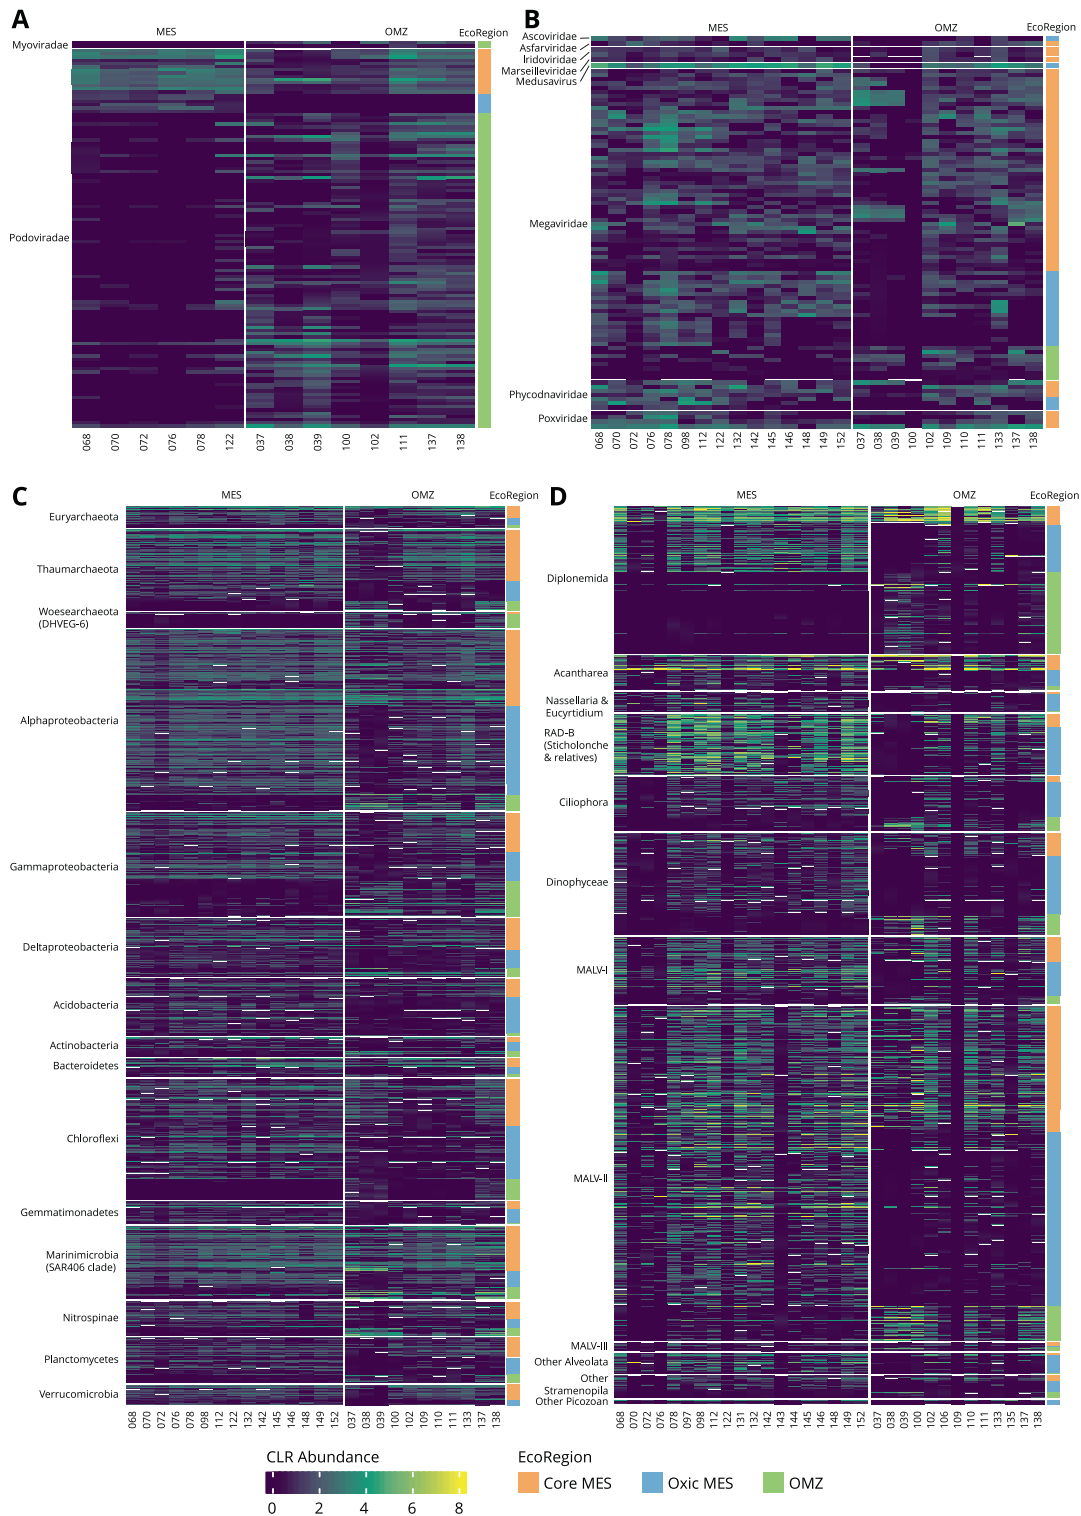 A
MES
OMZ
EcoRegion
Myoviradae
Podoviradae
068
070
072
076
078
122
037
038
039
100
102
111
137
138
B
MES
OMZ
EcoRegion
Ascoviridae
Asfarviridae
Iridoviridae
Marseilleviridae
Medusavirus
Megaviridae
Phycodnaviridae
Poxviridae
068
070
072
076
078
098
112
122
132
142
145
146
148
149
152
037
038
039
100
102
109
110
111
133
137
138
C
MES
OMZ
EcoRegion
Euryarchaeota
Thaumarchaeota
Woesearchaeota
(DHVEG-6)
Alphaproteobacteria
Gammaproteobacteria
Deltaproteobacteria
Acidobacteria
Actinobacteria
Bacteroidetes
Chloroflexi
Gemmatimonadetes
Marinimicrobia
(SAR406 clade)
Nitrospinae
Planctomycetes
Verrucomicrobia
068
070
072
076
078
098
112
122
132
142
145
146
148
149
152
037
038
039
100
102
109
110
111
133
137
138
D
MES
OMZ
EcoRegion
Diplonemida
Acantharea
Nassellaria &
Eucyrtidium
RAD-B
(Sticholonche
& relatives)
Ciliophora
Dinophyceae
MALV-I
MALV-II
MALV-III
Other Alveolata
Other
Stramenopila
Other Picozoan
068
070
072
076
078
097
098
112
122
131
132
142
143
144
145
146
148
149
152
037
038
039
100
102
106
109
110
111
133
135
137
138
CLR Abundance
0 2 4 6 8
EcoRegion
Core MES
Oxic MES
OMZ